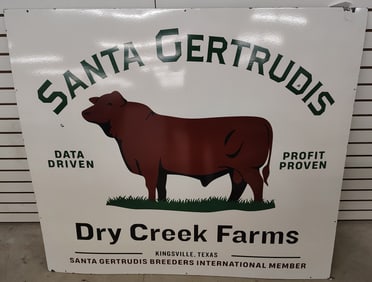 SANTA GERTRUDIS
DATA
DRIVEN
PROFIT
PROVEN
Dry Creek Farms
KINGSVILLE, TEXAS
SANTA GERTRUDIS BREEDERS INTERNATIONAL MEMBER